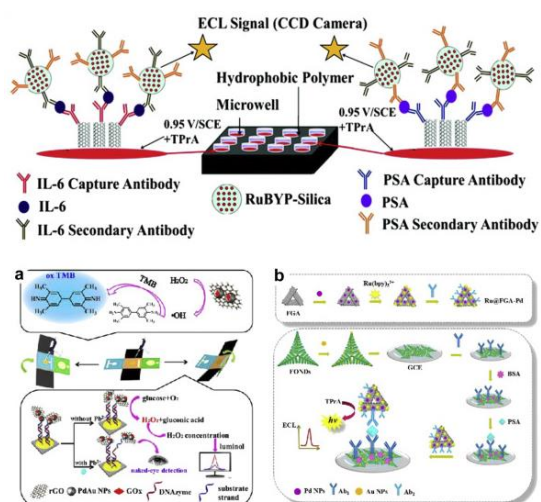 ECL Signal (CCD Camera)
Hydrophobic Polymer
Microwell
0.95 V/SCE
+TPrA
0.95 V/SCE
+TPrA
IL-6 Capture Antibody
IL-6
IL-6 Secondary Antibody
RuBYP-Silica
PSA Capture Antibody
PSA
PSA Secondary Antibody
a
ox TMB
TMB
H₂O₂
•OH
without Pb²⁺
with Pb²⁺
glucose+O₂
H₂O₂+gluconic acid
H₂O₂ concentration
luminol
naked-eye detection
rGO
PdAu NPs
GOx
DNAzyme
substrate
strand
b
FGA
Ru(bpy)₃²⁺
Ru@FGA-Pd
FONDs
GCE
BSA
PSA
TPrA
hv
ECL
Pd NPs
Ab₁
Au NPs
Ab₂